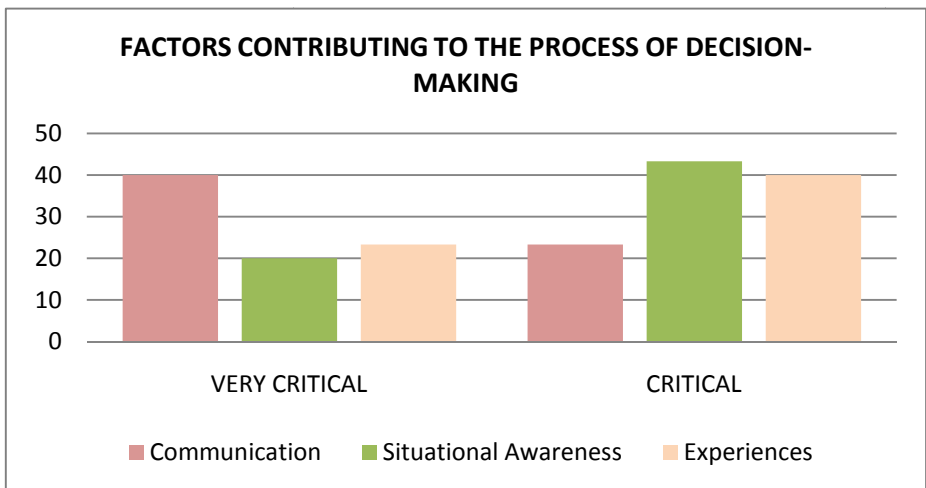 FACTORS CONTRIBUTING TO THE PROCESS OF DECISION-
MAKING
50
40
30
20
10
0
VERY CRITICAL CRITICAL
Communication Situational Awareness Experiences